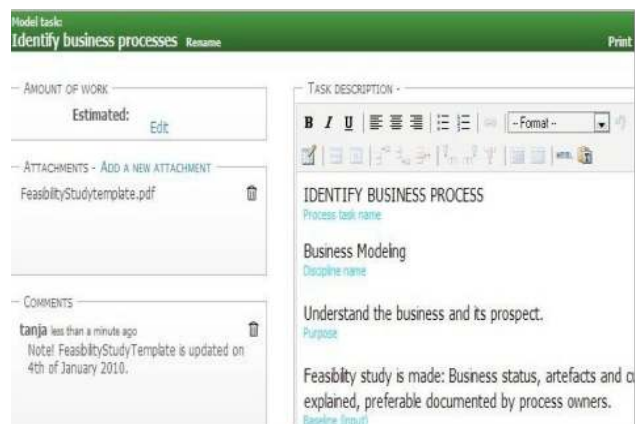 Model task:
Identify business processes Rename
Print
AMOUNT OF WORK
Estimated:
Edit
ATTACHMENTS - ADD A NEW ATTACHMENT
FeasibilityStudytemplate.pdf
COMMENTS
tanja less than a minute ago
Note! FeasibilityStudyTemplate is updated on
4th of January 2010.
TASK DESCRIPTION -
B I U
-- Format --
HTML
IDENTIFY BUSINESS PROCESS
Process task name
Business Modeling
Discipline name
Understand the business and its prospect.
Purpose
Feasibility study is made: Business status, artefacts and
explained, preferable documented by process owners.
Baseline (input)